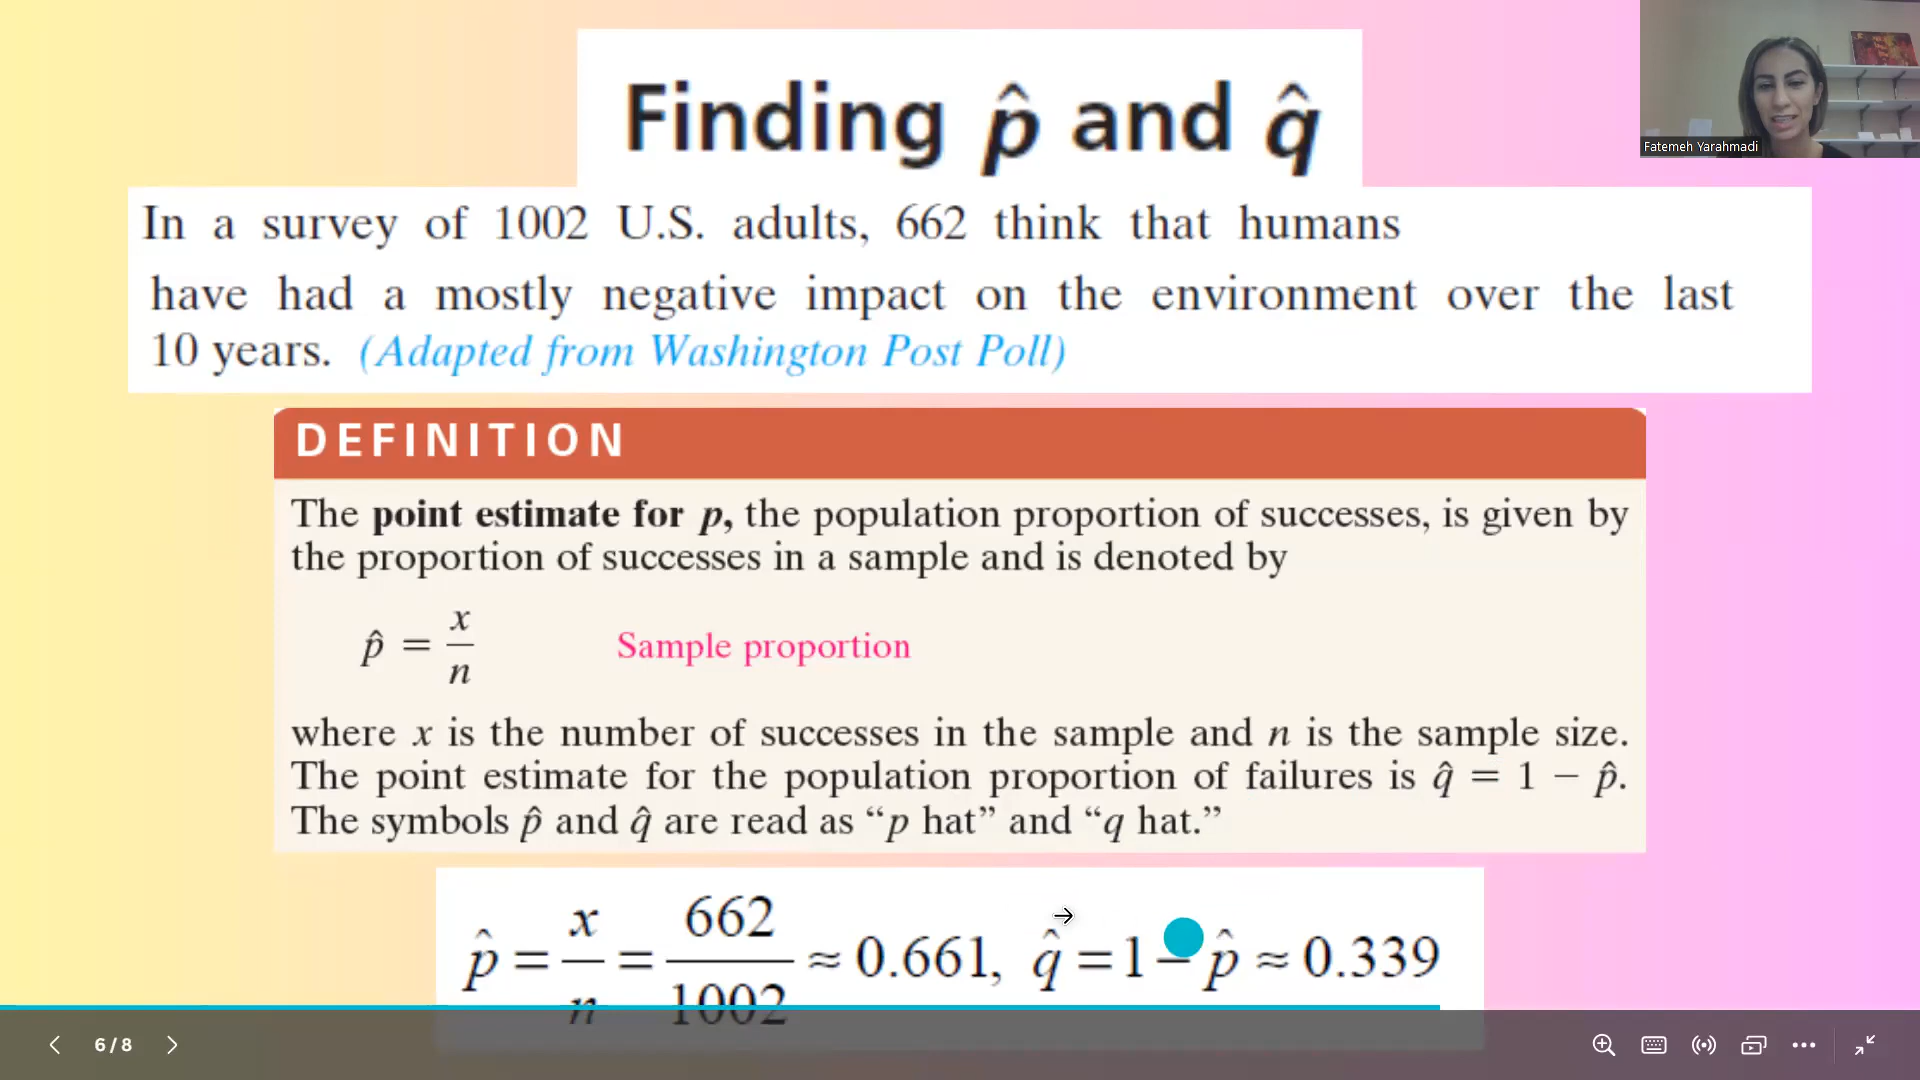 Finding p̂ and q̂
Fatemeh Yarahmadi
In a survey of 1002 U.S. adults, 662 think that humans
have had a mostly negative impact on the environment over the last
10 years. (Adapted from Washington Post Poll)
DEFINITION
The point estimate for p, the population proportion of successes, is given by
the proportion of successes in a sample and is denoted by
p̂ = x/n Sample proportion
where x is the number of successes in the sample and n is the sample size.
The point estimate for the population proportion of failures is q̂ = 1 − p̂.
The symbols p̂ and q̂ are read as “p hat” and “q hat.”
p̂ = x/n = 662/1002 ≈ 0.661, q̂ = 1 − p̂ ≈ 0.339
6 / 8